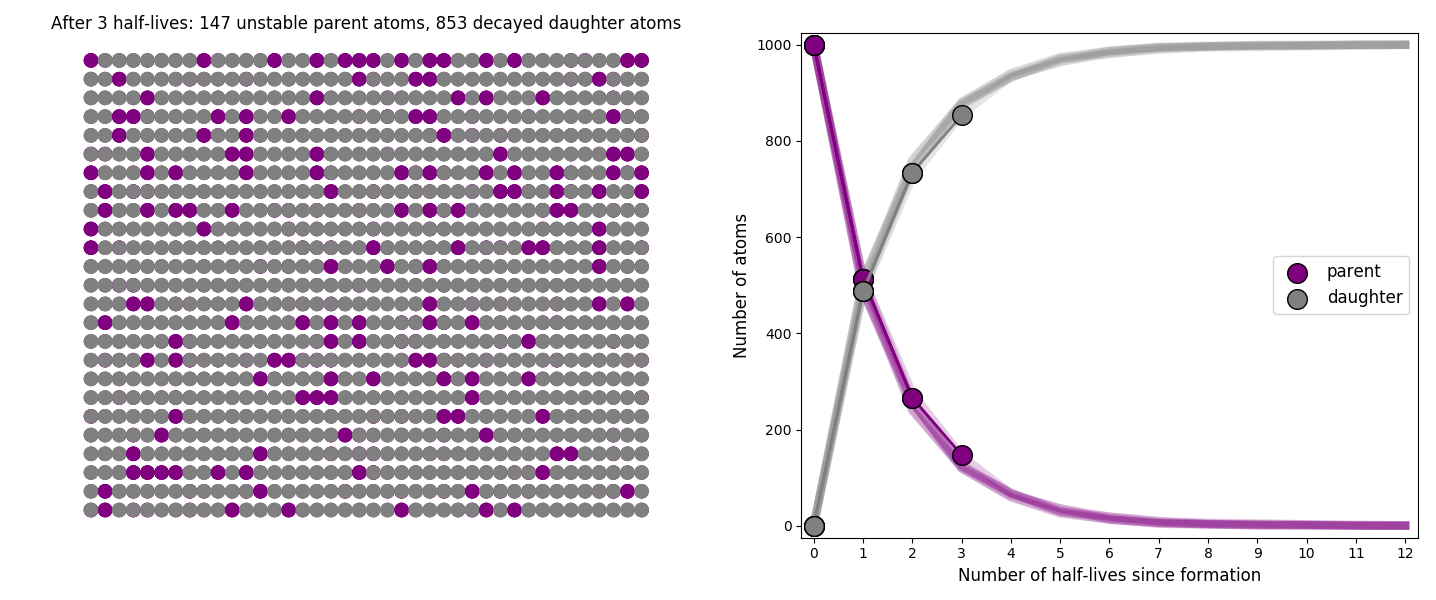 After 3 half-lives: 147 unstable parent atoms, 853 decayed daughter atoms
1000
800
600
400
200
0
Number of atoms
parent
daughter
0 1 2 3 4 5 6 7 8 9 10 11 12
Number of half-lives since formation